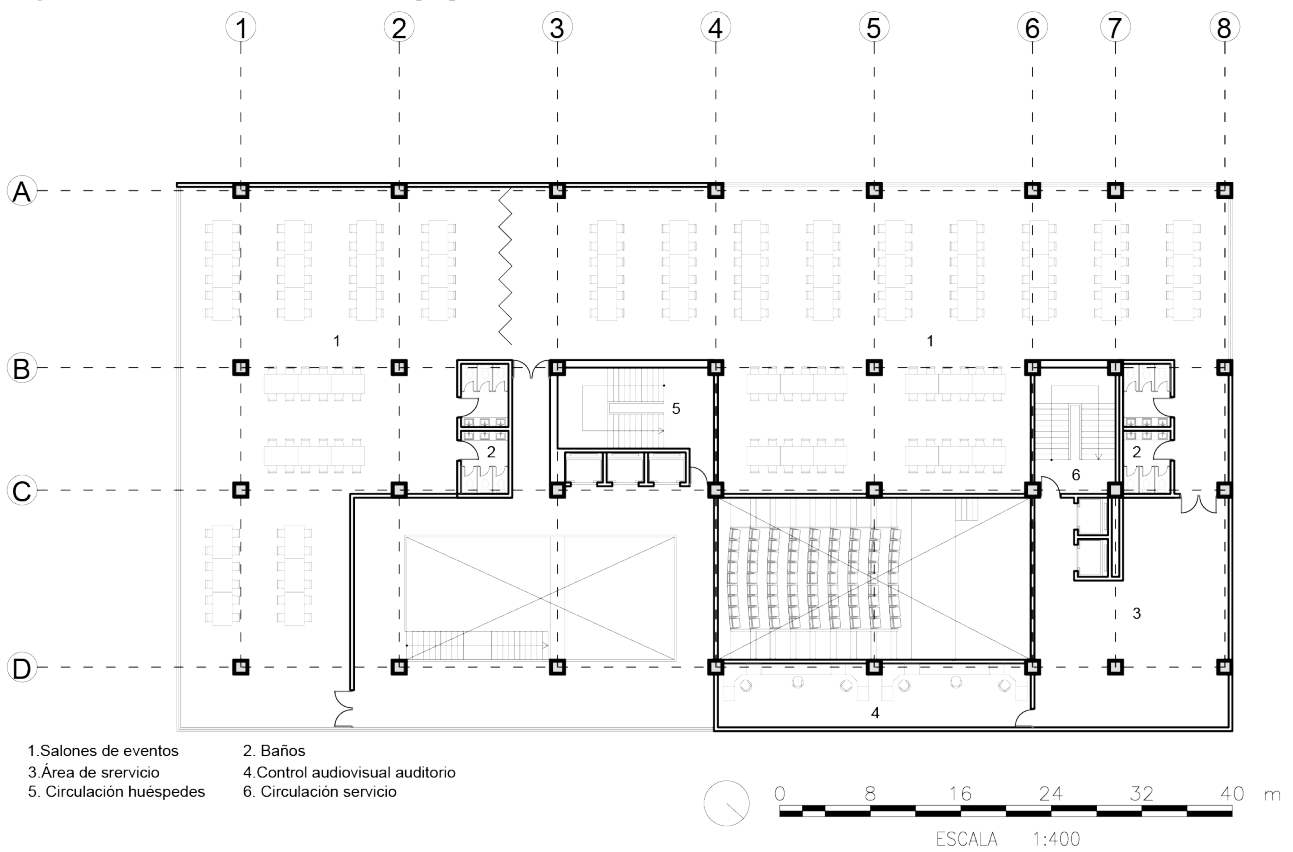 1 2 3 4 5 6 7 8
A
1 1
B
5
2 6 2
C
3
D
4
1.Salones de eventos 2. Baños
3.Área de srervicio 4.Control audiovisual auditorio
5. Circulación huéspedes 6. Circulación servicio
0 8 16 24 32 40 m
ESCALA 1:400